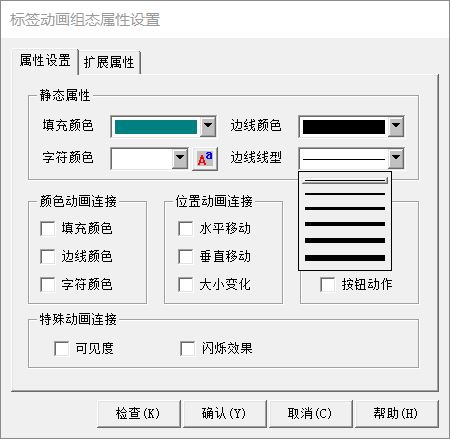 标签动画组态属性设置
属性设置 扩展属性
静态属性
填充颜色 边线颜色
字符颜色 Aa 边线线型
颜色动画连接 位置动画连接
填充颜色 水平移动
边线颜色 垂直移动
字符颜色 大小变化 按钮动作
特殊动画连接
可见度 闪烁效果
检查(K) 确认(Y) 取消(C) 帮助(H)